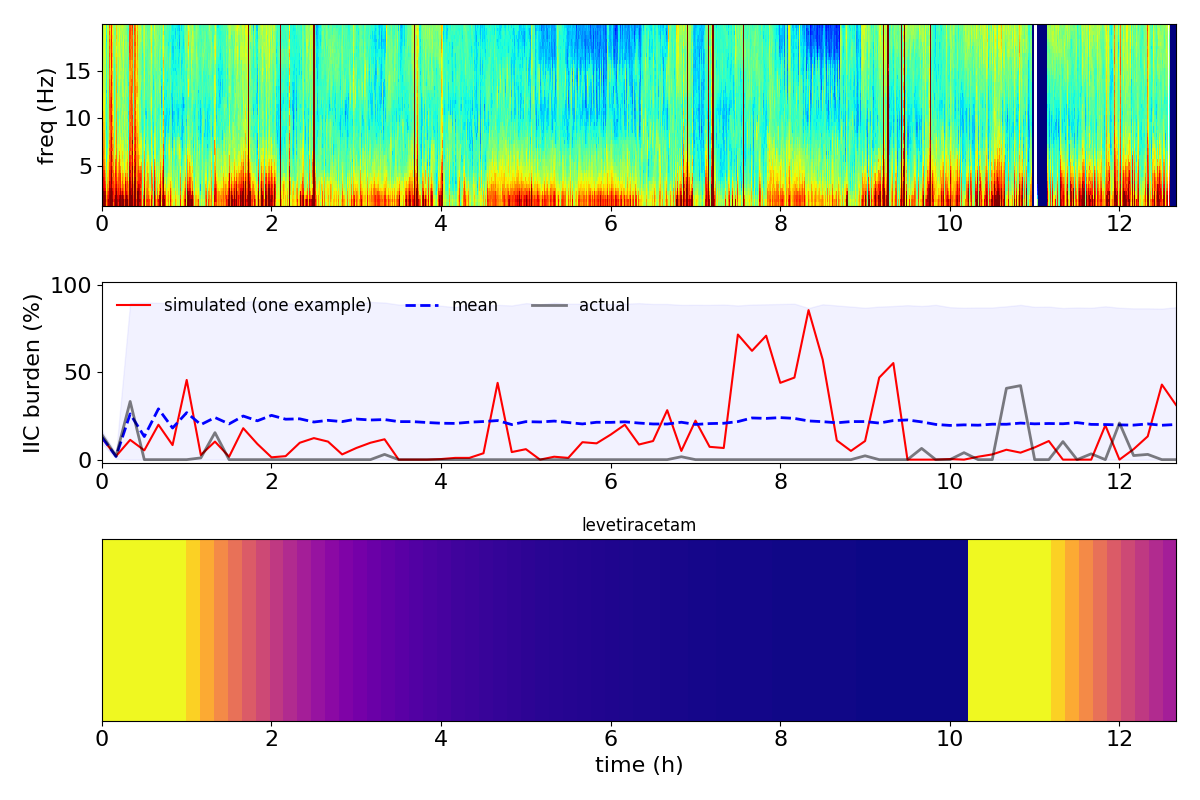 freq (Hz)
15
10
5
0 2 4 6 8 10 12
IIC burden (%)
100
50
0
simulated (one example) mean actual
0 2 4 6 8 10 12
levetiracetam
0 2 4 6 8 10 12
time (h)